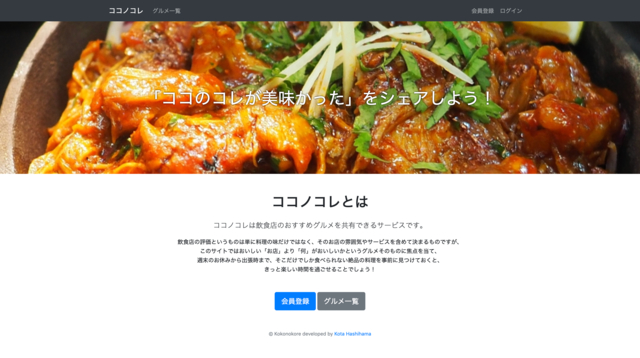 ココノコレ グルメ一覧 会員登録 ログイン
「ココのコレが美味かった」をシェアしよう！
ココノコレとは
ココノコレは飲食店のおすすめグルメを共有できるサービスです。
飲食店の評価というものは単に料理の味だけではなく、そのお店の雰囲気やサービスを含めて決まるものですが、
このサイトではおいしい「お店」より「何」がおいしいかというグルメそのものに焦点を当て、
週末のお休みから出張時まで、そこだけでしか食べられない絶品の料理を事前に見つけておくと、
きっと楽しい時間を過ごせることでしょう！
会員登録 グルメ一覧
© Kokonokore developed by Kota Hashihama